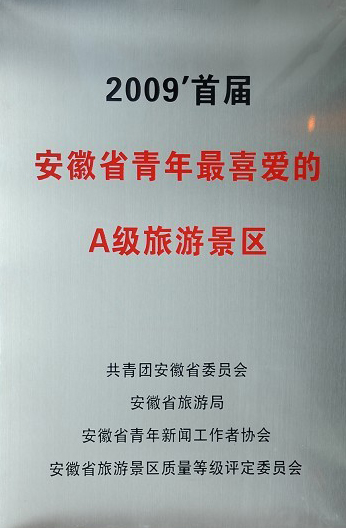 2009'首届
安徽省青年最喜爱的
A级旅游景区
共青团安徽省委员会
安徽省旅游局
安徽省青年新闻工作者协会
安徽省旅游景区质量等级评定委员会